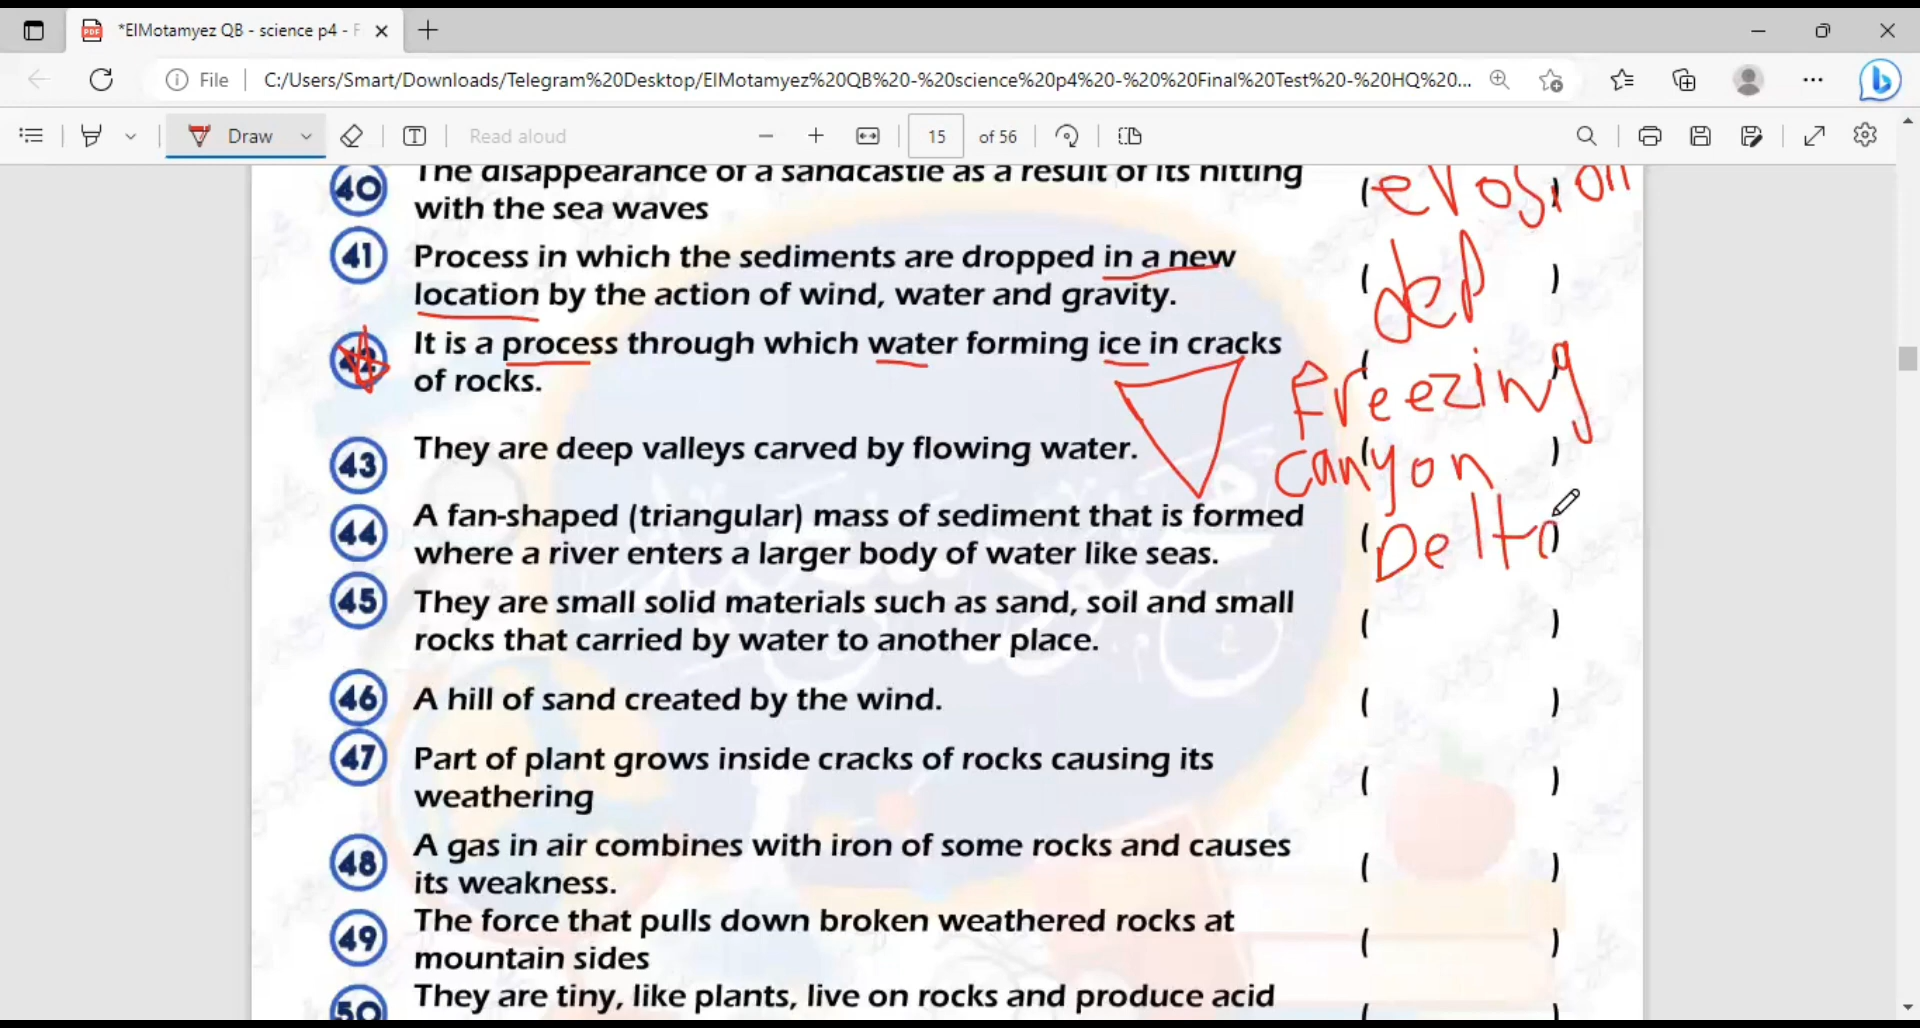 *ElMotamyez QB - science p4 - F
File
C:/Users/Smart/Downloads/Telegram%20Desktop/ElMotamyez%20QB%20-%20science%20p4%20-%20%20Final%20Test%20-%20HQ%20...
Draw
Read aloud
15 of 56
40 The disappearance of a sandcastle as a result of its hitting (erosion)
with the sea waves
41 Process in which the sediments are dropped in a new ( dep )
location by the action of wind, water and gravity.
42 It is a process through which water forming ice in cracks ( Freezing )
of rocks.
43 They are deep valleys carved by flowing water. ( canyon )
44 A fan-shaped (triangular) mass of sediment that is formed ( Delta )
where a river enters a larger body of water like seas.
45 They are small solid materials such as sand, soil and small ( )
rocks that carried by water to another place.
46 A hill of sand created by the wind. ( )
47 Part of plant grows inside cracks of rocks causing its ( )
weathering
48 A gas in air combines with iron of some rocks and causes ( )
its weakness.
49 The force that pulls down broken weathered rocks at ( )
mountain sides
50 They are tiny, like plants, live on rocks and produce acid ( )